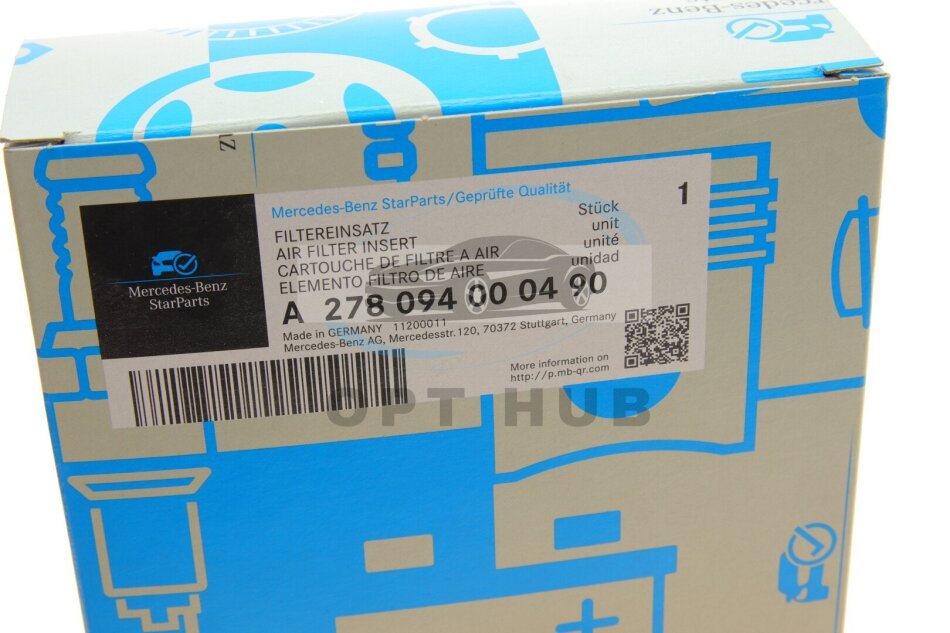 Mercedes-Benz
Mercedes-Benz StarParts/Geprüfte Qualität
1
FILTEREINSATZ
Stück
AIR FILTER INSERT
unit
CARTOUCHE DE FILTRE A AIR
unité
ELEMENTO FILTRO DE AIRE
unidad
A 278 094 00 04 90
Mercedes-Benz
StarParts
Made in GERMANY 11200011
Mercedes-Benz AG, Mercedesstr.120, 70372 Stuttgart, Germany
More information on
http://p.mb-qr.com
OPT HUB